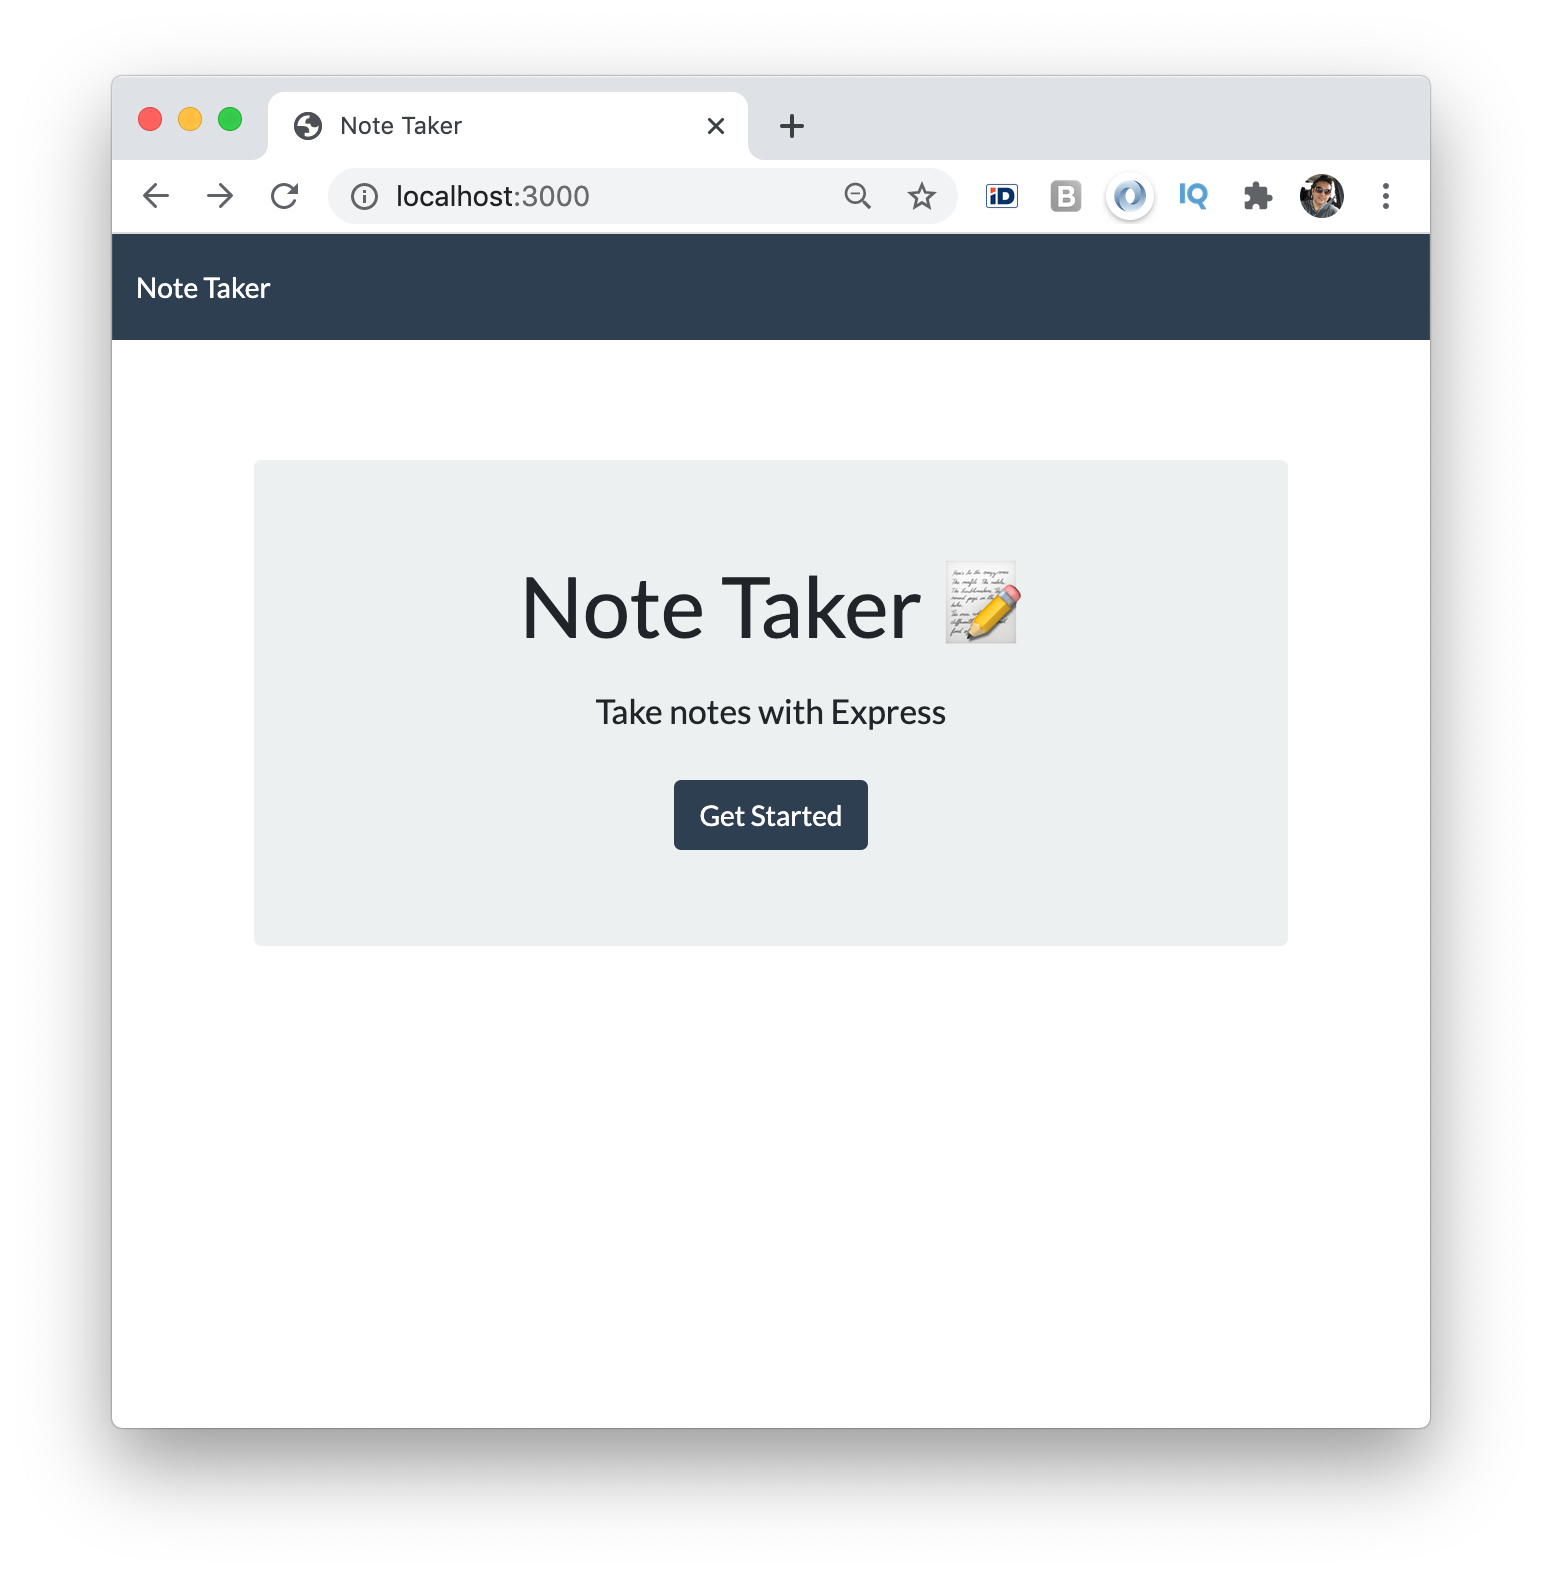 Note Taker
localhost:3000
iD
B
IQ
Note Taker
Note Taker
Take notes with Express
Get Started